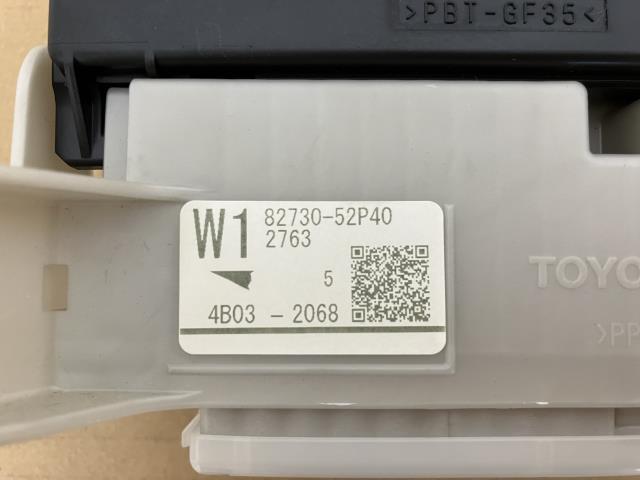 >PBT-GF35<
W1 82730-52P40
2763
5
4B03 - 2068
TOYO
>PP